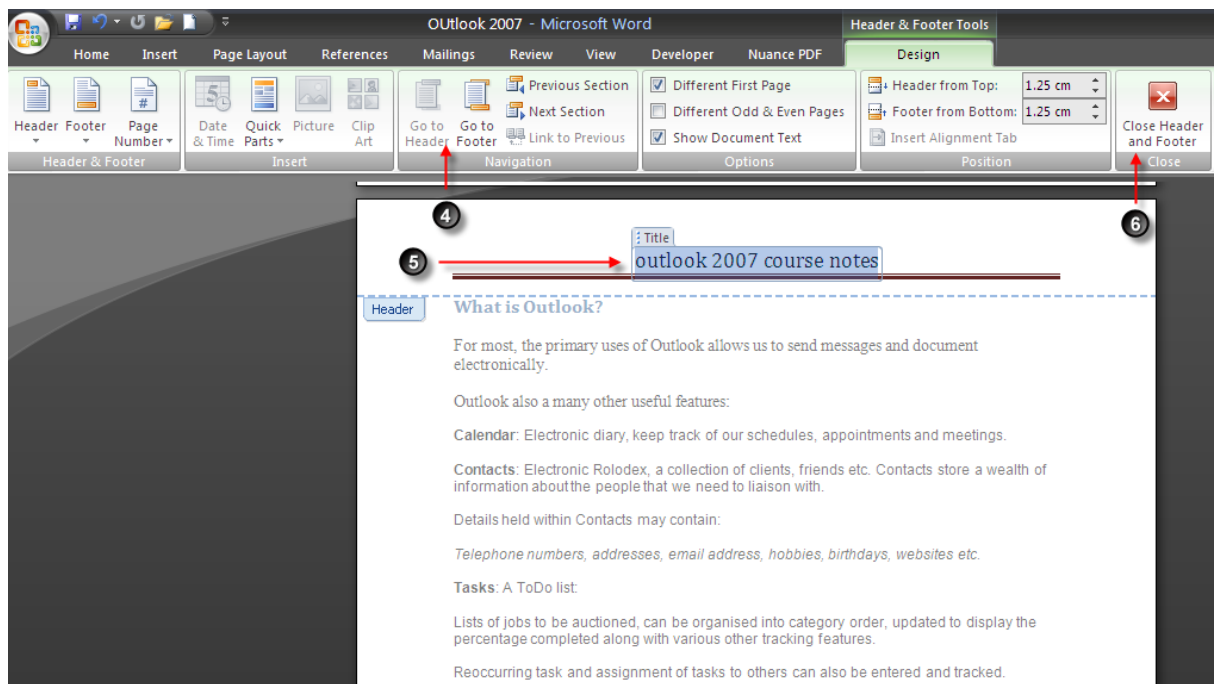 OUtlook 2007 - Microsoft Word
Header & Footer Tools
Home Insert Page Layout References Mailings Review View Developer Nuance PDF Design
Header
Footer
Page
Number
Header & Footer
Date
& Time
Quick
Parts
Picture
Clip
Art
Insert
Go to
Header
Go to
Footer
Previous Section
Next Section
Link to Previous
Navigation
Different First Page
Different Odd & Even Pages
Show Document Text
Options
Header from Top: 1.25 cm
Footer from Bottom: 1.25 cm
Insert Alignment Tab
Position
Close Header
and Footer
Close
4
6
Title
5
outlook 2007 course notes
Header
What is Outlook?
For most, the primary uses of Outlook allows us to send messages and document
electronically.
Outlook also a many other useful features:
Calendar: Electronic diary, keep track of our schedules, appointments and meetings.
Contacts: Electronic Rolodex, a collection of clients, friends etc. Contacts store a wealth of
information about the people that we need to liaison with.
Details held within Contacts may contain:
Telephone numbers, addresses, email address, hobbies, birthdays, websites etc.
Tasks: A ToDo list:
Lists of jobs to be auctioned, can be organised into category order, updated to display the
percentage completed along with various other tracking features.
Reoccurring task and assignment of tasks to others can also be entered and tracked.